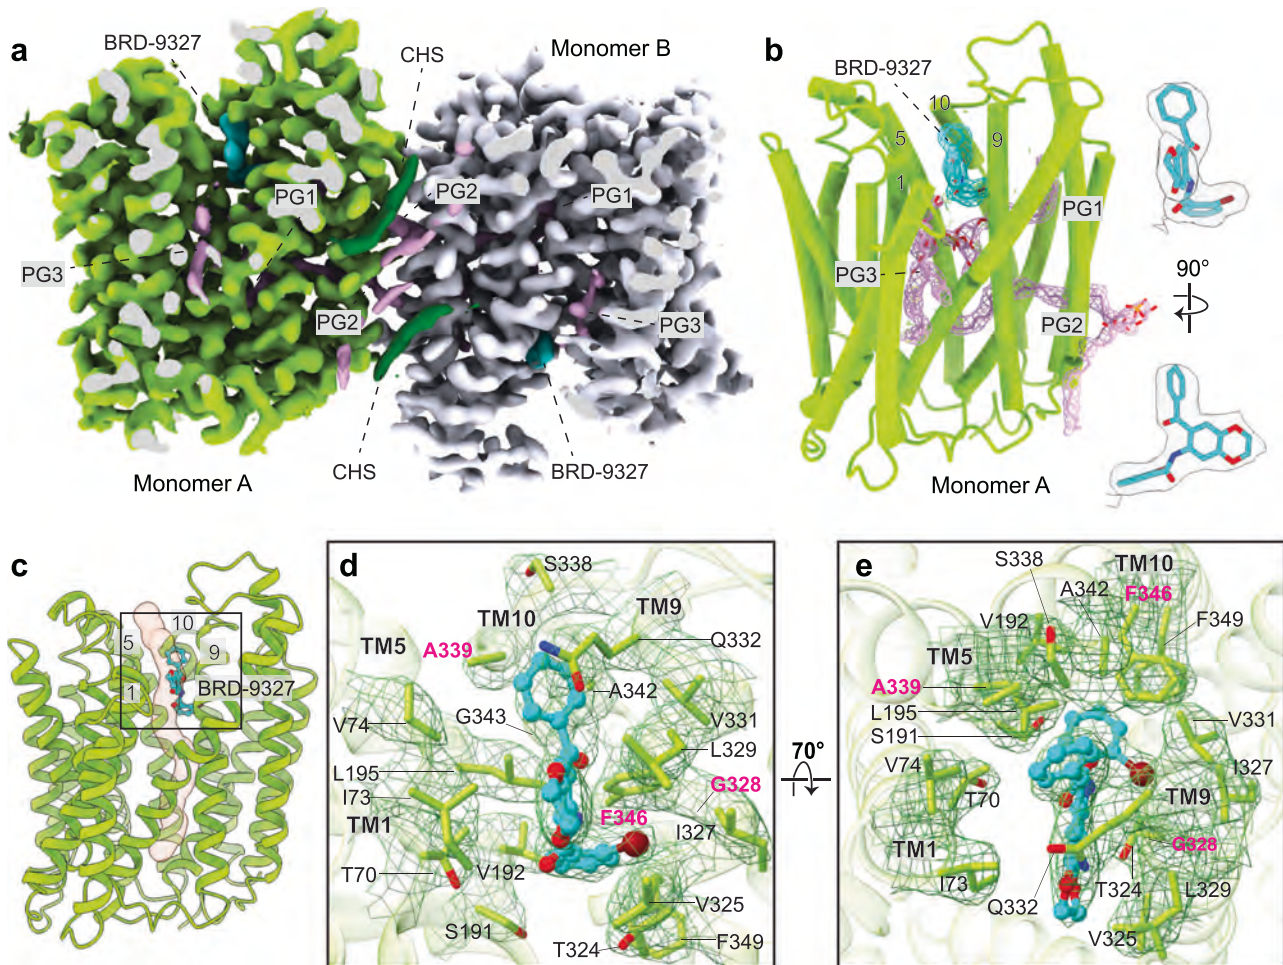 a
BRD-9327
CHS
Monomer B
PG1
PG2
PG1
PG3
PG2
PG3
CHS
BRD-9327
Monomer A
b
BRD-9327
10
5
9
1
PG1
PG3
PG2
90°
Monomer A
c
10
5
9
1
BRD-9327
d
S338
TM10
TM9
TM5
A339
Q332
A342
V74
G343
V331
L329
L195
G328
I73
F346
TM1
I327
T70
V192
V325
S191
T324
F349
70°
e
S338
TM10
A342
F346
V192
F349
TM5
A339
L195
V331
S191
I327
V74
T70
TM9
TM1
G328
I73
T324
L329
Q332
V325